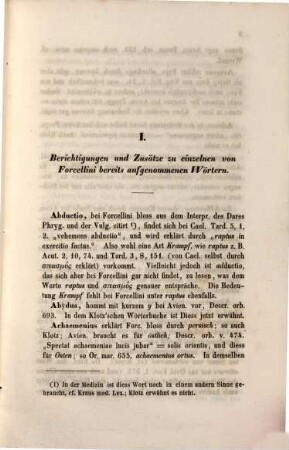 I.
Berichtigungen und Zusätze zu einzelnen von
Forcellini bereits aufgenommenen Wörtern.
Abductio, bei Forcellini bloss aus dem Interpr. des Dares
Phryg. und der Vulg. zitirt ¹), findet sich bei Cael. Tard. 5, 1,
2. „vehemens abductio“, und wird erklärt durch „raptus in
exercitio factus.“ Also wohl eine Art Krampf, wie raptus z. B.
Acut. 2, 10, 74. und Tard. 3, 8, 154. (von Cael. selbst durch
σπασμός erklärt) vorkommt. Vielleicht jedoch ist adductio,
das sich aber bei Forcellini gar nicht findet, zu lesen, was dem
Worte raptus und σπασμός genauer entspräche. Die Bedeu-
tung Krampf fehlt bei Forcellini unter raptus ebenfalls.
Abydus, homat mit kurzem y bei Avien. vor, Descr. orb.
693. In dem Klotz'schen Wörterbuche ist Diess jetzt erwähnt.
Achaemenius erklärt Forc. bloss durch persisch; so auch
Klotz; Avien. braucht es für östlich, Descr. orb. v. 474.
„Spectat achaemeniae lucis jubar“ = solis orientis, und diess
für Osten; so Or. mar. 655, achaemenius ortus. In demselben
(1) In der Medizin ist diess Wort noch in einem andern Sinne ge-
braucht, cf. Kraus med. Lex.; Klotz erwähnt es nicht.